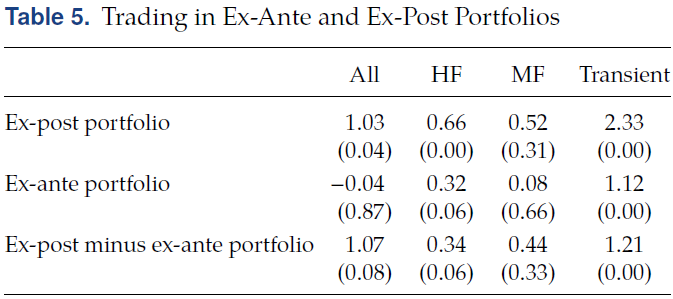 Table 5. Trading in Ex-Ante and Ex-Post Portfolios
All HF MF Transient
Ex-post portfolio 1.03 0.66 0.52 2.33
(0.04) (0.00) (0.31) (0.00)
Ex-ante portfolio −0.04 0.32 0.08 1.12
(0.87) (0.06) (0.66) (0.00)
Ex-post minus ex-ante portfolio 1.07 0.34 0.44 1.21
(0.08) (0.06) (0.33) (0.00)